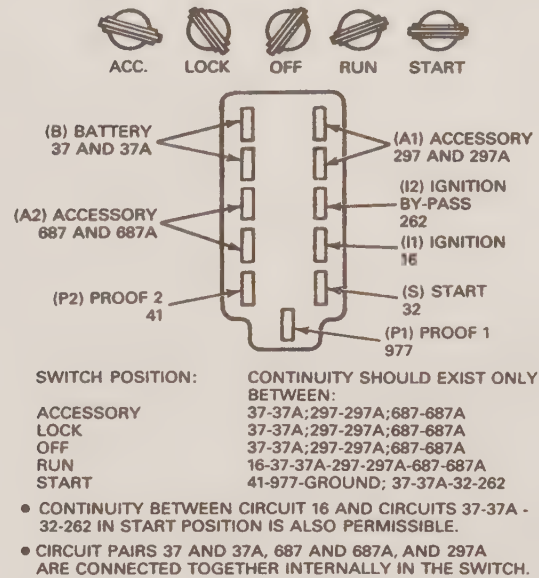 ACC. LOCK OFF RUN START
(B) BATTERY
37 AND 37A
(A1) ACCESSORY
297 AND 297A
(I2) IGNITION
BY-PASS
262
(A2) ACCESSORY
687 AND 687A
(I1) IGNITION
16
(P2) PROOF 2
41
(S) START
32
(P1) PROOF 1
977
SWITCH POSITION: CONTINUITY SHOULD EXIST ONLY
BETWEEN:
ACCESSORY 37-37A;297-297A;687-687A
LOCK 37-37A;297-297A;687-687A
OFF 37-37A;297-297A;687-687A
RUN 16-37-37A-297-297A-687-687A
START 41-977-GROUND; 37-37A-32-262
• CONTINUITY BETWEEN CIRCUIT 16 AND CIRCUITS 37-37A -
32-262 IN START POSITION IS ALSO PERMISSIBLE.
• CIRCUIT PAIRS 37 AND 37A, 687 AND 687A, AND 297A
ARE CONNECTED TOGETHER INTERNALLY IN THE SWITCH.